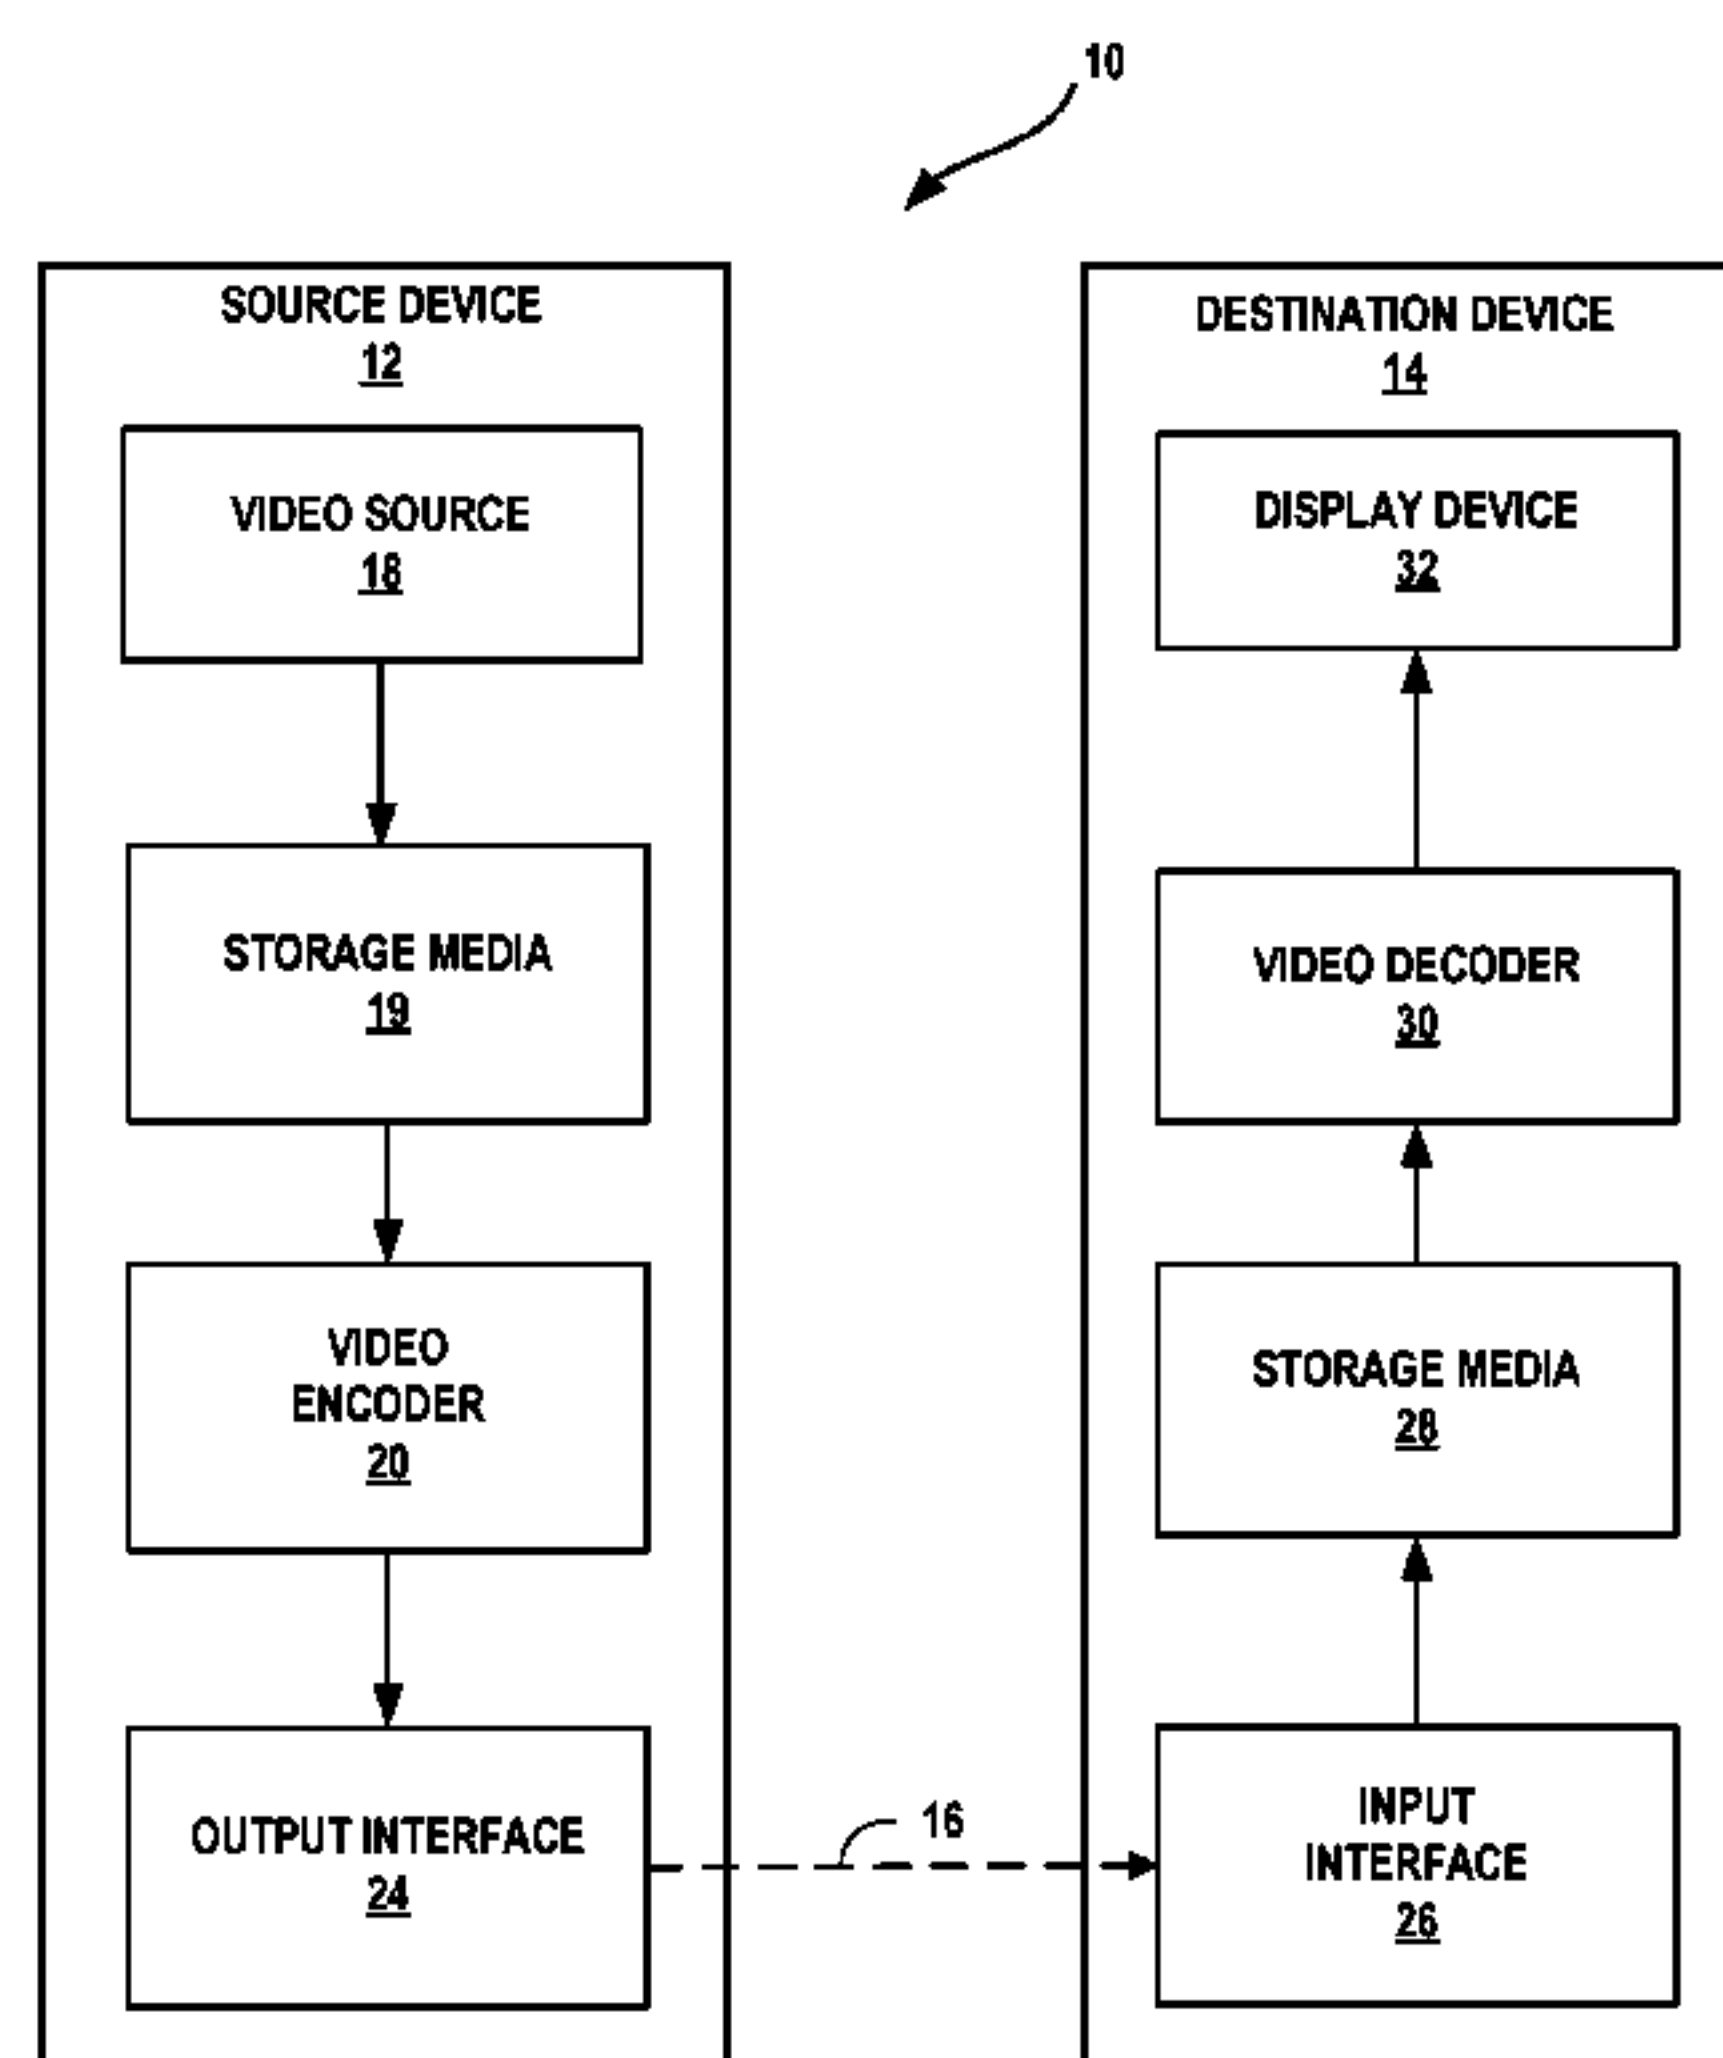 10
SOURCE DEVICE
12
VIDEO SOURCE
18
STORAGE MEDIA
19
VIDEO
ENCODER
20
OUTPUT INTERFACE
24
16
DESTINATION DEVICE
14
DISPLAY DEVICE
32
VIDEO DECODER
30
STORAGE MEDIA
28
INPUT
INTERFACE
26